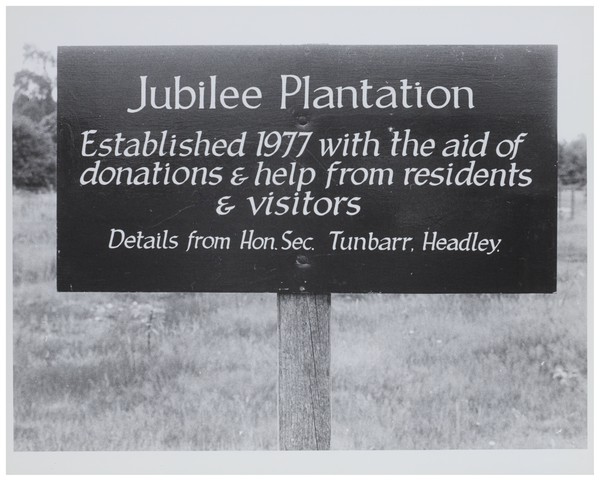 Jubilee Plantation
Established 1977 with the aid of
donations & help from residents
& visitors
Details from Hon. Sec. Tunbarr, Headley.